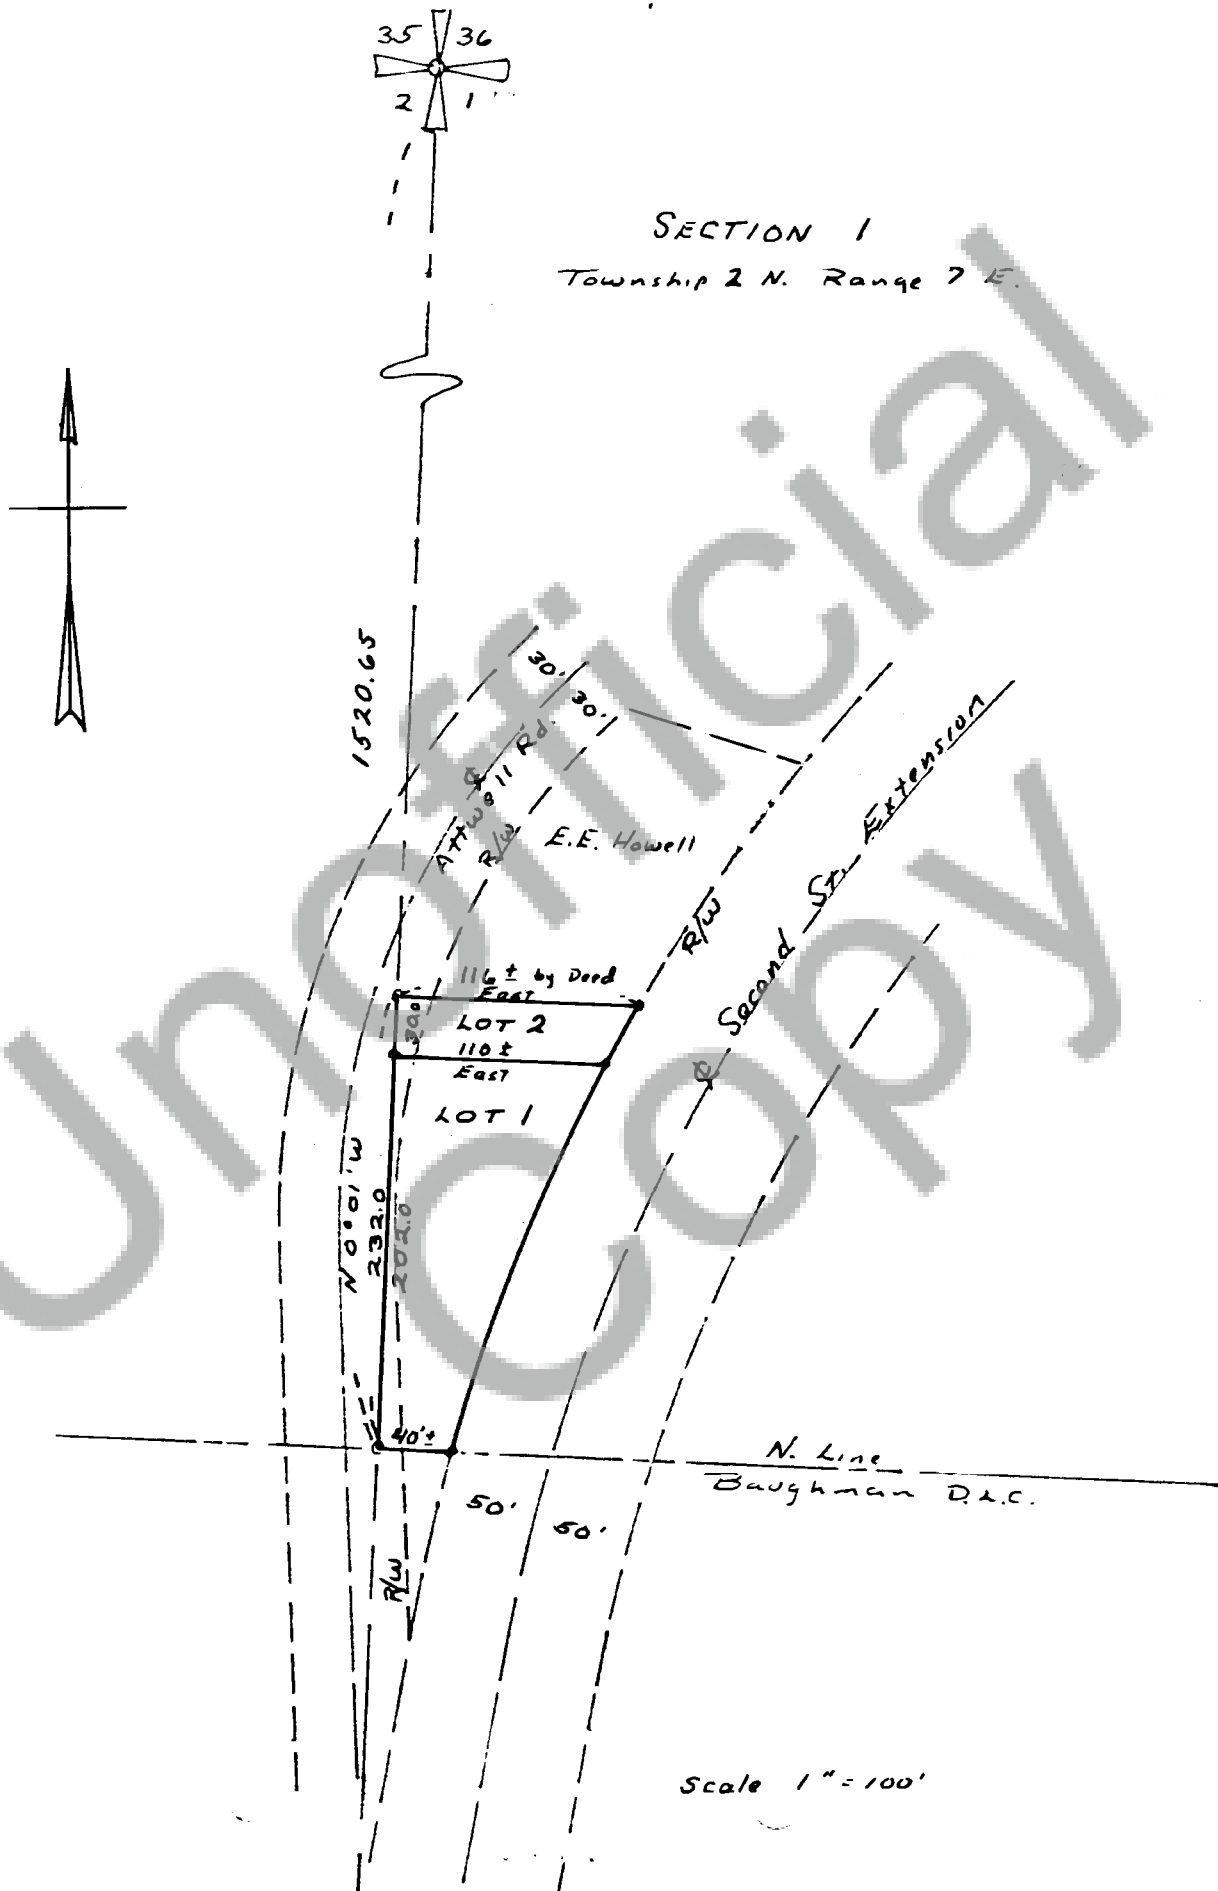 35 36
2 1
SECTION 1
Township 2 N. Range 7 E.
1520.65
30'
30'
Attwell Rd.
R/W
E.E. Howell
R/W
Second St. Extension
116 ± by Deed
East
30.0
LOT 2
110 ±
East
LOT 1
N 0° 01' W
232.0
202.0
40' ±
N. Line
Baughman D.L.C.
50'
50'
R/W
Scale 1" = 100'
Unofficial
Copy